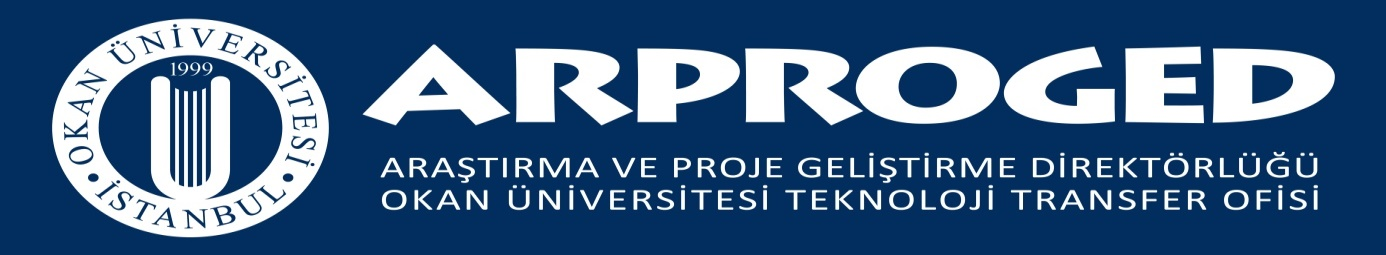 OKAN ÜNİVERSİTESİ
1999
İSTANBUL
ARPROGED
ARAŞTIRMA VE PROJE GELİŞTİRME DİREKTÖRLÜĞÜ
OKAN ÜNİVERSİTESİ TEKNOLOJİ TRANSFER OFİSİ